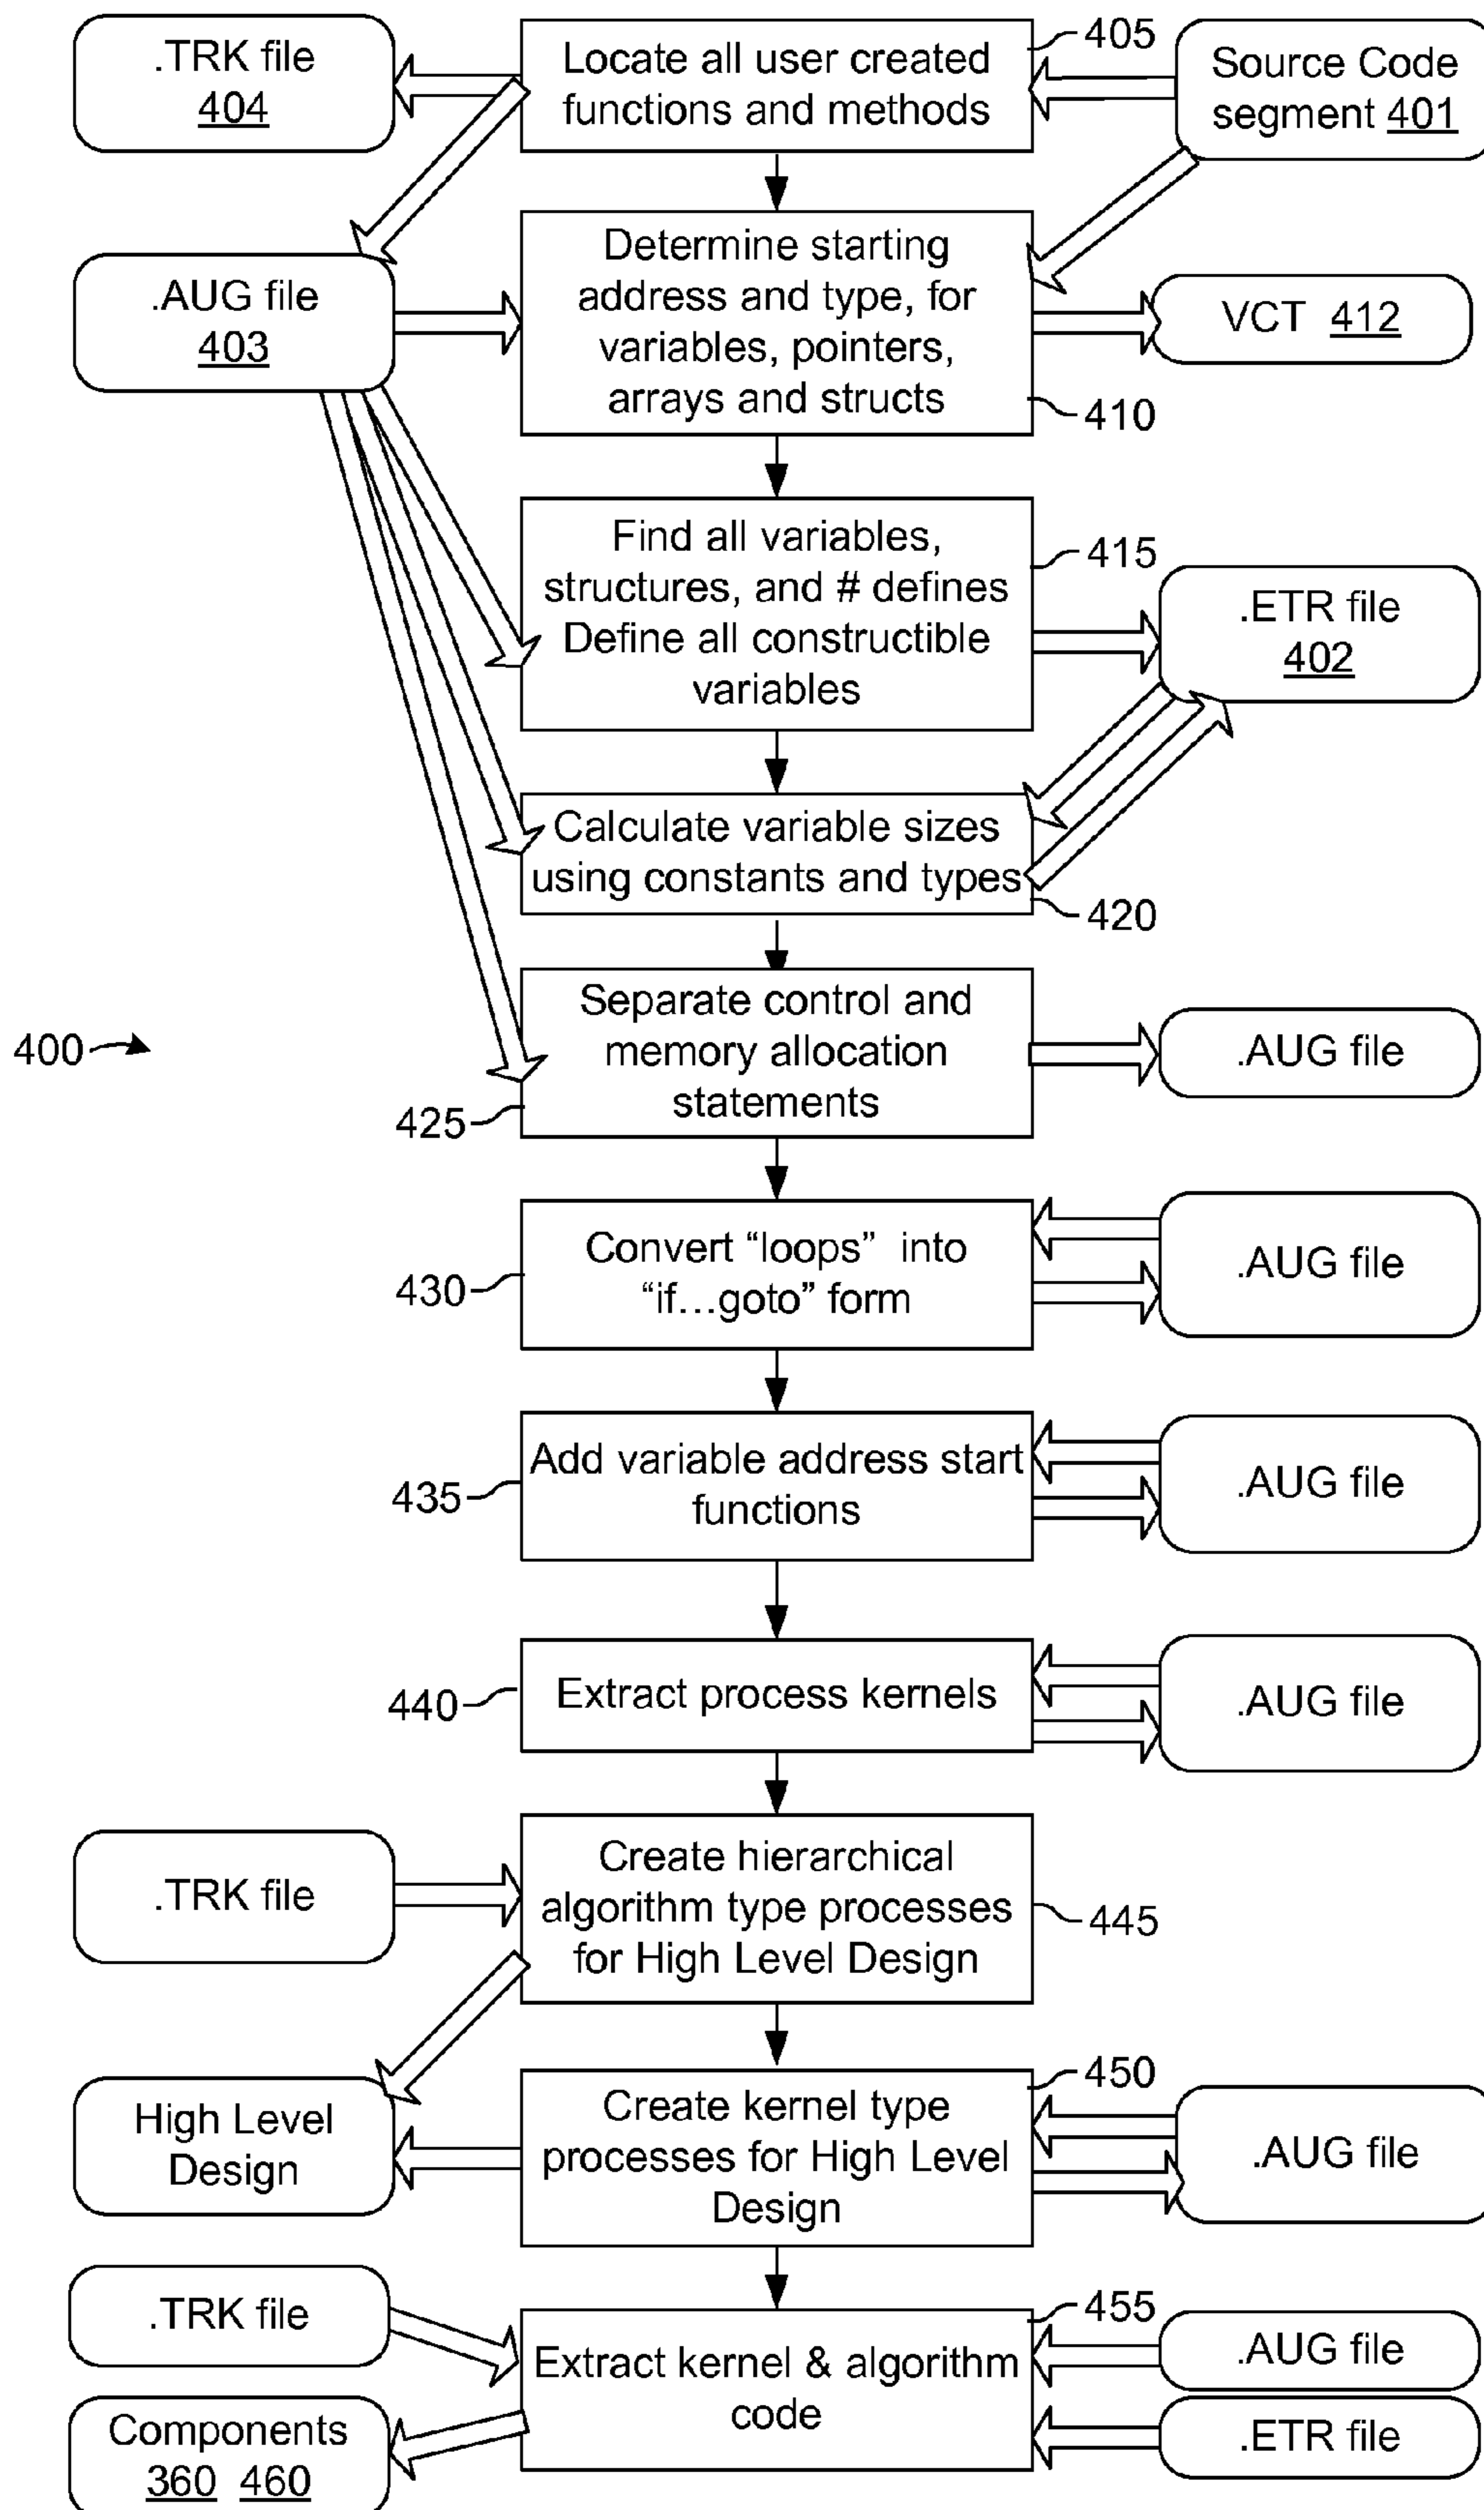 .TRK file
404
Locate all user created
functions and methods
405
Source Code
segment 401
.AUG file
403
Determine starting
address and type, for
variables, pointers,
arrays and structs
410
VCT 412
Find all variables,
structures, and # defines
Define all constructible
variables
415
.ETR file
402
Calculate variable sizes
using constants and types
420
400
Separate control and
memory allocation
statements
425
.AUG file
Convert “loops” into
“if...goto” form
430
.AUG file
Add variable address start
functions
435
.AUG file
Extract process kernels
440
.AUG file
.TRK file
Create hierarchical
algorithm type processes
for High Level Design
445
High Level
Design
Create kernel type
processes for High Level
Design
450
.AUG file
.TRK file
Extract kernel & algorithm
code
455
.AUG file
.ETR file
Components
360 460